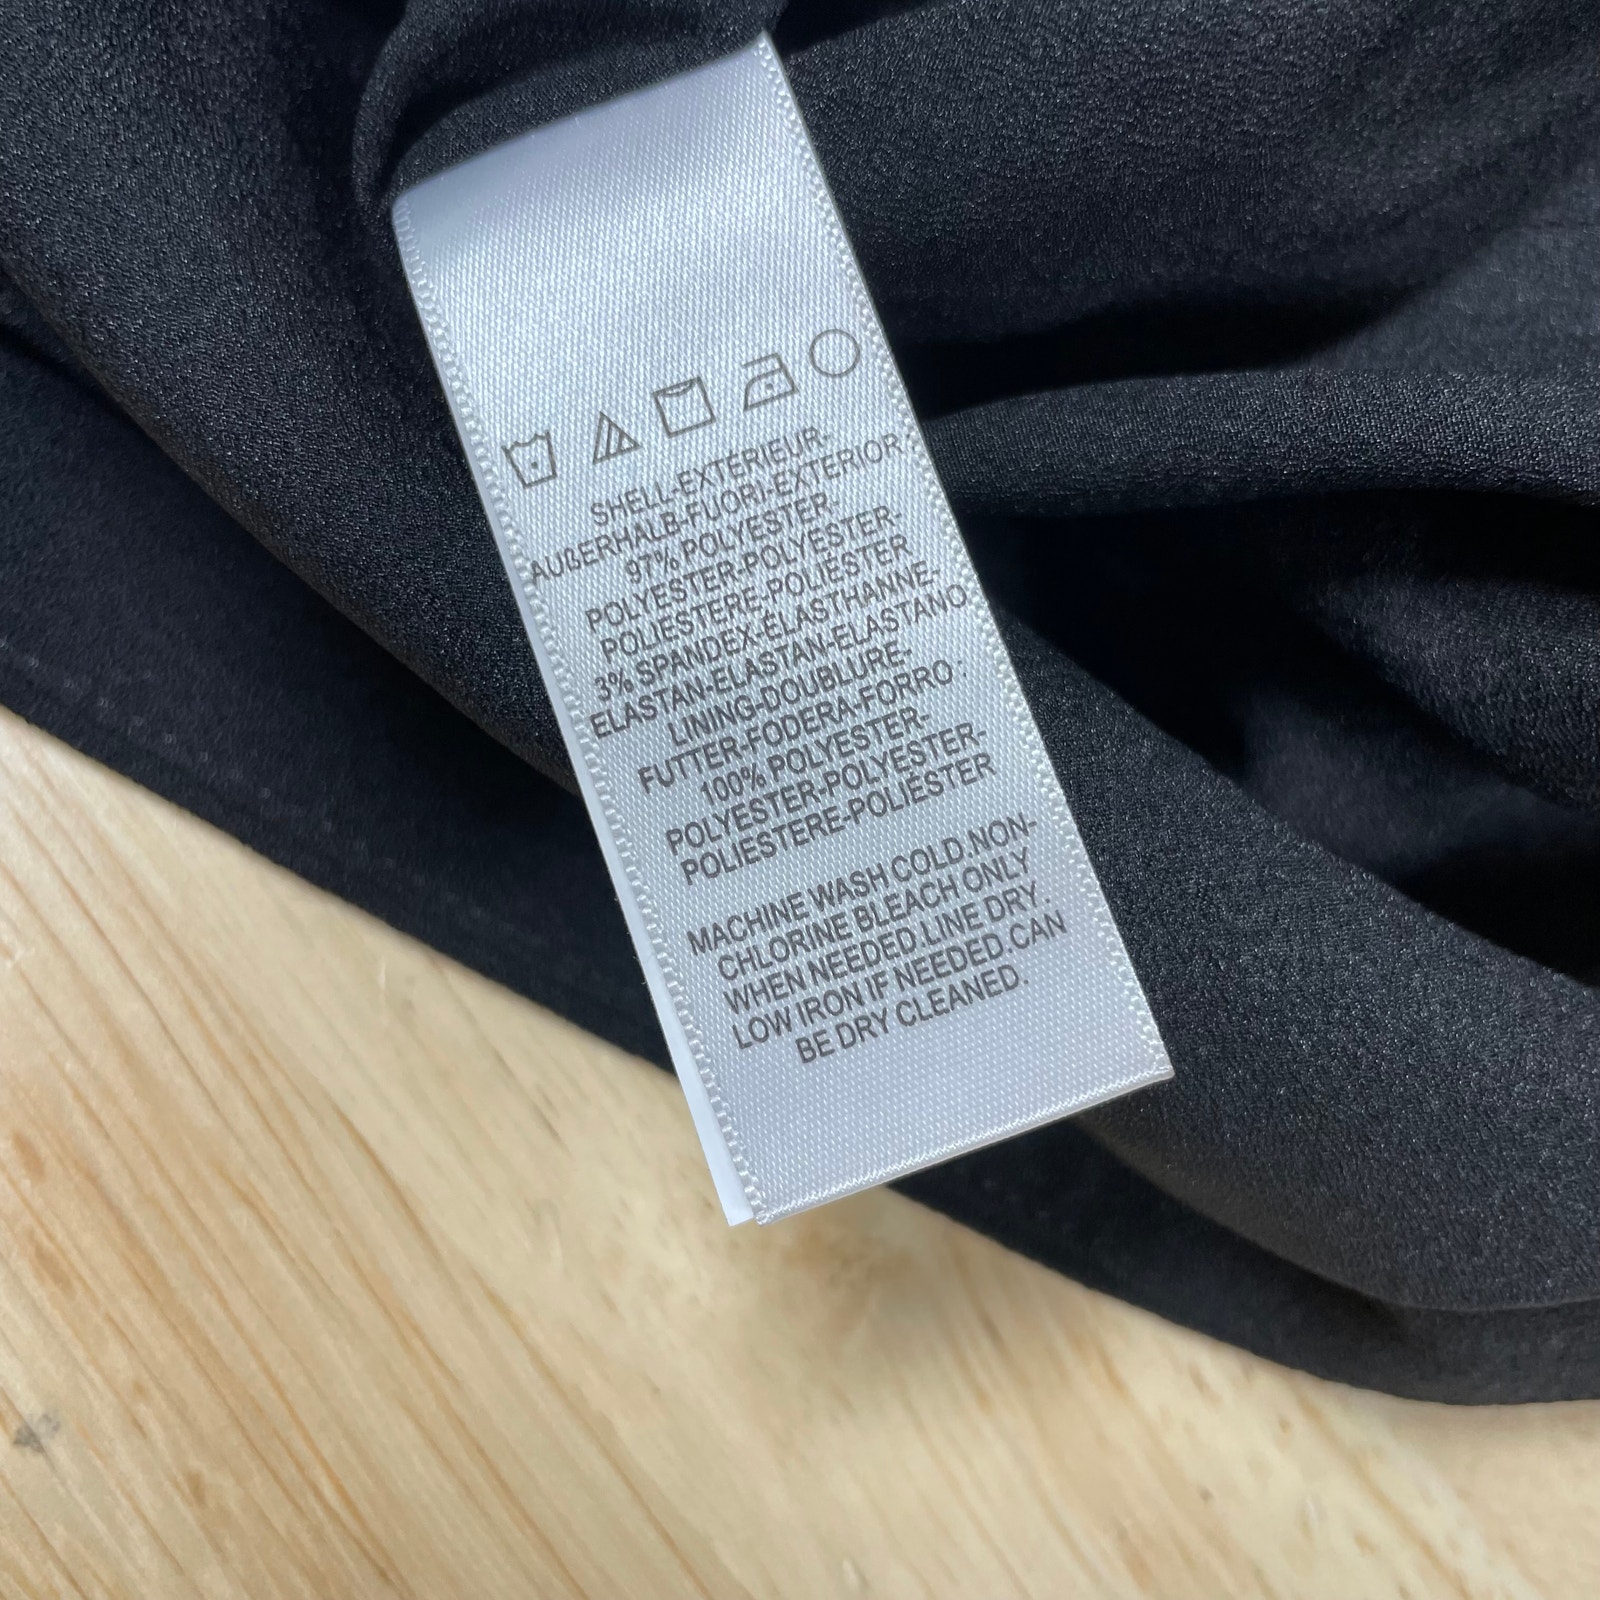 SHELL-EXTÉRIEUR-
AUßERHALB-FUORI-EXTERIOR:
97% POLYESTER-
POLYESTER-POLYESTER-
POLIESTERE-POLIÉSTER
3% SPANDEX-ÉLASTHANNE-
ELASTAN-ELASTAN-ELASTANO
LINING-DOUBLURE-
FUTTER-FODERA-FORRO:
100% POLYESTER-
POLYESTER-POLYESTER-
POLIESTERE-POLIÉSTER
MACHINE WASH COLD.NON-
CHLORINE BLEACH ONLY
WHEN NEEDED.LINE DRY.
LOW IRON IF NEEDED.CAN
BE DRY CLEANED.